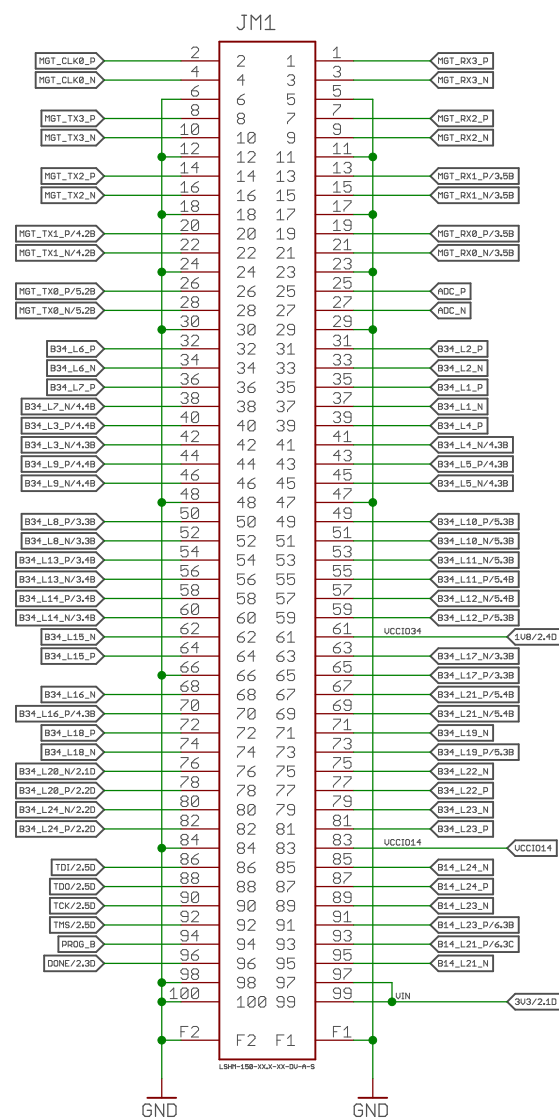 JM1
MGT_CLK0_P 2 2 1 1 MGT_RX3_P
MGT_CLK0_N 4 4 3 3 MGT_RX3_N
6 6 5 5
MGT_TX3_P 8 8 7 7 MGT_RX2_P
MGT_TX3_N 10 10 9 9 MGT_RX2_N
12 12 11 11
MGT_TX2_P 14 14 13 13 MGT_RX1_P/3.5B
MGT_TX2_N 16 16 15 15 MGT_RX1_N/3.5B
18 18 17 17
MGT_TX1_P/4.2B 20 20 19 19 MGT_RX0_P/3.5B
MGT_TX1_N/4.2B 22 22 21 21 MGT_RX0_N/3.5B
24 24 23 23
MGT_TX0_P/5.2B 26 26 25 25 ADC_P
MGT_TX0_N/5.2B 28 28 27 27 ADC_N
30 30 29 29
B34_L6_P 32 32 31 31 B34_L2_P
B34_L6_N 34 34 33 33 B34_L2_N
B34_L7_P 36 36 35 35 B34_L1_P
B34_L7_N/4.4B 38 38 37 37 B34_L1_N
B34_L3_P/4.4B 40 40 39 39 B34_L4_P
B34_L3_N/4.3B 42 42 41 41 B34_L4_N/4.3B
B34_L9_P/4.4B 44 44 43 43 B34_L5_P/4.3B
B34_L9_N/4.4B 46 46 45 45 B34_L5_N/4.3B
48 48 47 47
B34_L8_P/3.3B 50 50 49 49 B34_L10_P/5.3B
B34_L8_N/3.3B 52 52 51 51 B34_L10_N/5.3B
B34_L13_P/3.4B 54 54 53 53 B34_L11_N/5.3B
B34_L13_N/3.4B 56 56 55 55 B34_L11_P/5.4B
B34_L14_P/3.4B 58 58 57 57 B34_L12_N/5.4B
B34_L14_N/3.4B 60 60 59 59 B34_L12_P/5.3B
B34_L15_N 62 62 61 61 VCCIO34 1V8/2.4D
B34_L15_P 64 64 63 63 B34_L17_N/3.3B
66 66 65 65 B34_L17_P/3.3B
B34_L16_N 68 68 67 67 B34_L21_P/5.4B
B34_L16_P/4.3B 70 70 69 69 B34_L21_N/5.4B
B34_L18_P 72 72 71 71 B34_L19_N
B34_L18_N 74 74 73 73 B34_L19_P/5.3B
B34_L20_N/2.1D 76 76 75 75 B34_L22_N
B34_L20_P/2.2D 78 78 77 77 B34_L22_P
B34_L24_N/2.2D 80 80 79 79 B34_L23_N
B34_L24_P/2.2D 82 82 81 81 B34_L23_P
84 84 83 83 VCCIO14 VCCIO14
TDI/2.5D 86 86 85 85 B14_L24_N
TDO/2.5D 88 88 87 87 B14_L24_P
TCK/2.5D 90 90 89 89 B14_L23_N
TMS/2.5D 92 92 91 91 B14_L23_P/6.3B
PROG_B 94 94 93 93 B14_L21_P/6.3C
DONE/2.3D 96 96 95 95 B14_L21_N
98 98 97 97
100 100 99 99 VIN 3V3/2.1D
F2 F2 F1 F1
LSHM-150-XX.X-XX-DV-A-S
GND GND